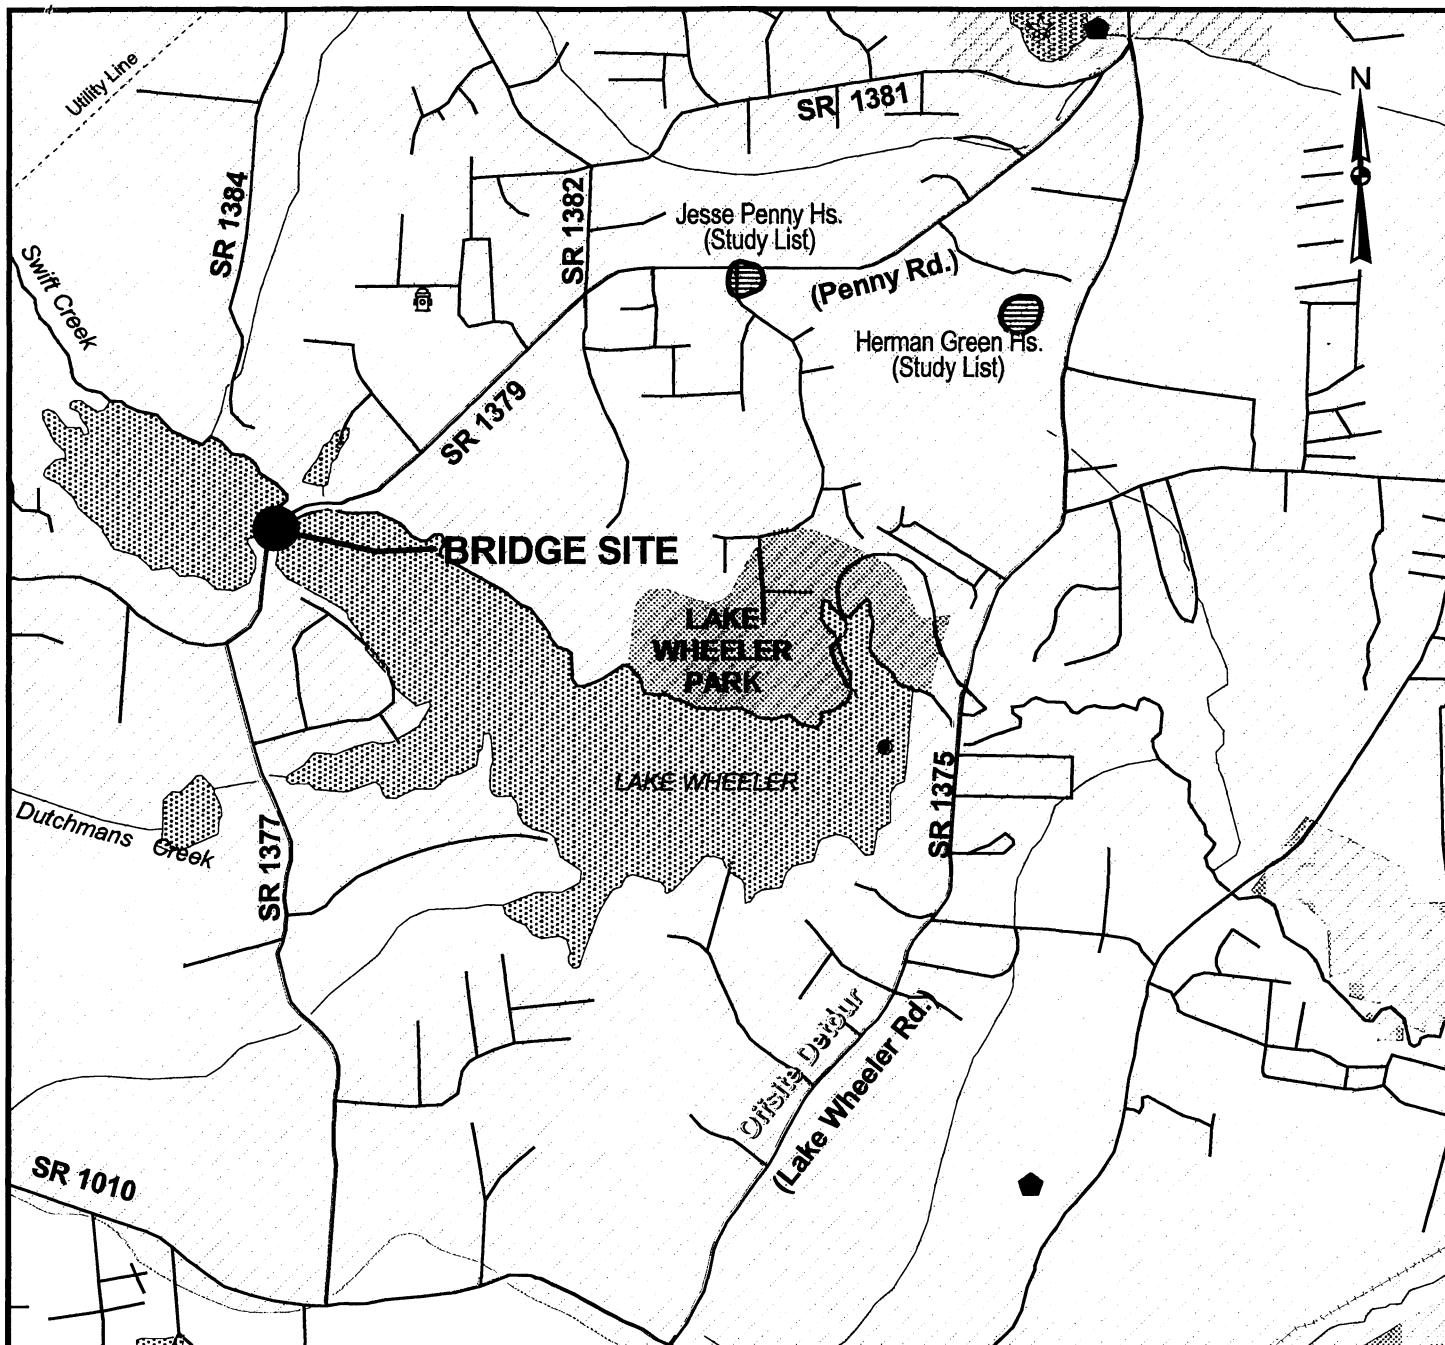 N
Utility Line
SR 1381
SR 1384
SR 1382
Jesse Penny Hs.
(Study List)
(Penny Rd.)
Swift Creek
Herman Green Hs.
(Study List)
SR 1379
BRIDGE SITE
LAKE
WHEELER
PARK
LAKE WHEELER
SR 1375
Dutchmans Creek
SR 1377
Offsite Detour
(Lake Wheeler Rd.)
SR 1010